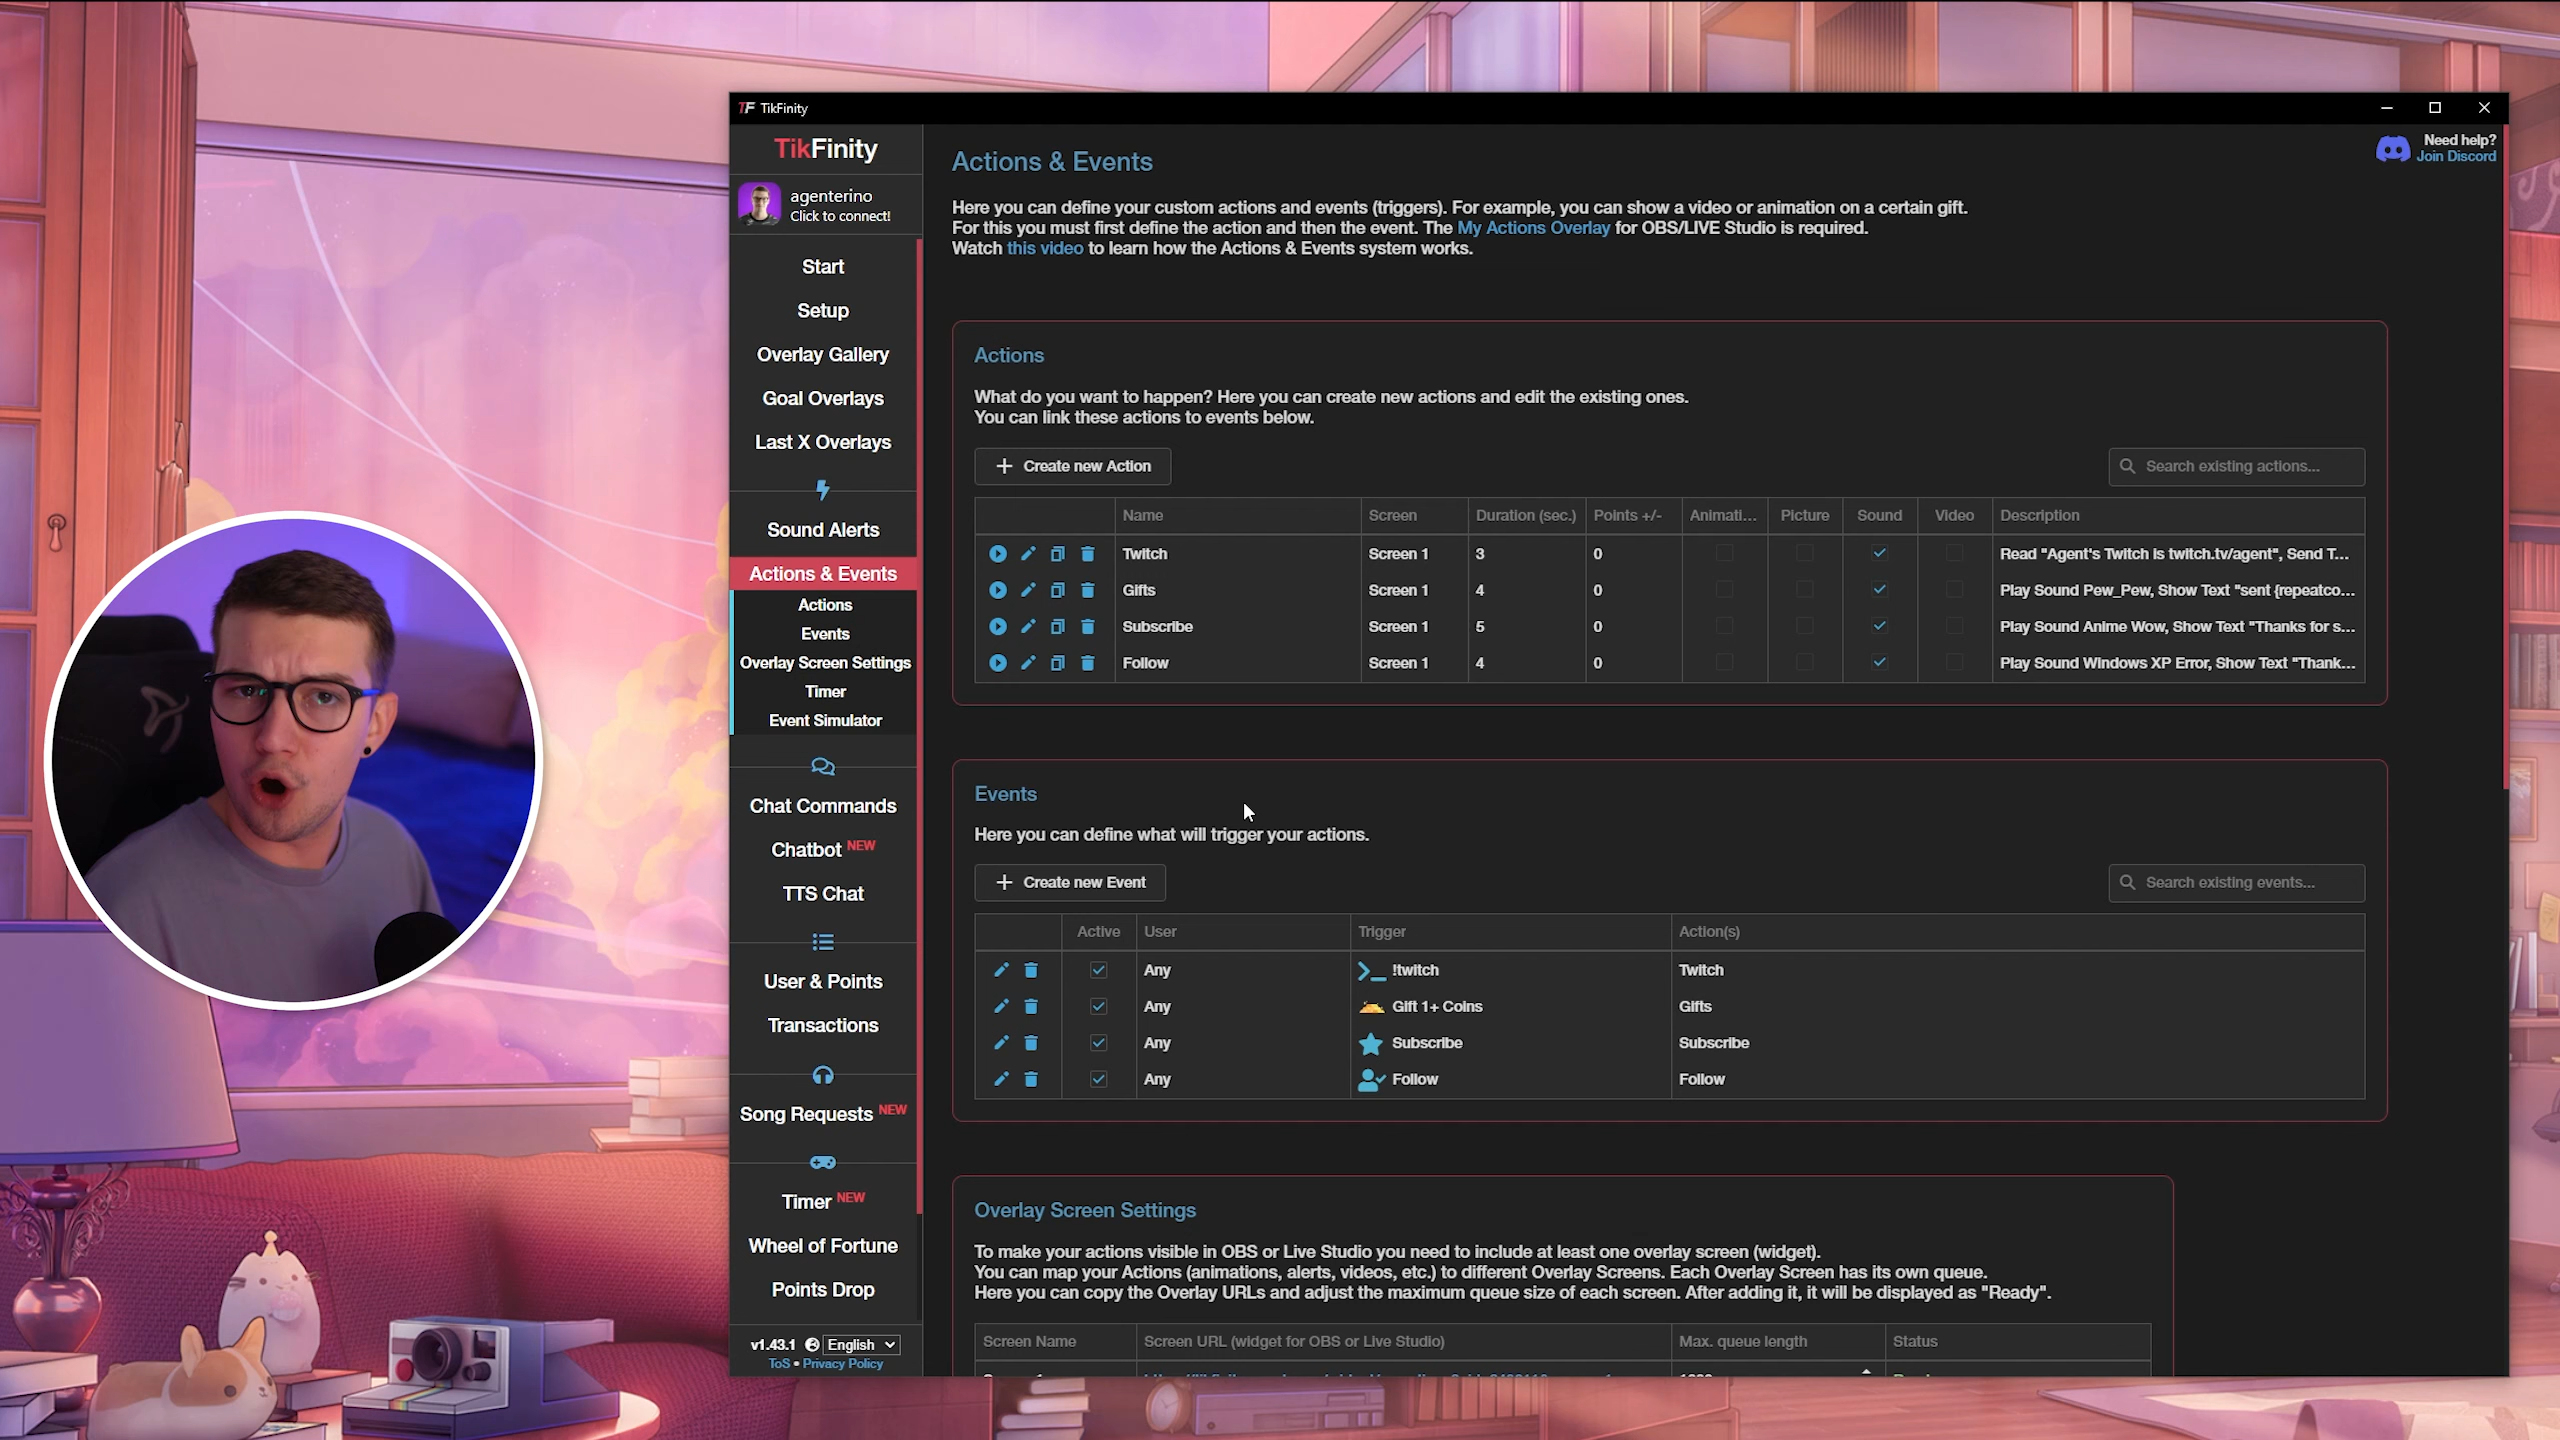 TF TikFinity
TikFinity
agenterino
Click to connect!
Start
Setup
Overlay Gallery
Goal Overlays
Last X Overlays
Sound Alerts
Actions & Events
Actions
Events
Overlay Screen Settings
Timer
Event Simulator
Chat Commands
Chatbot NEW
TTS Chat
User & Points
Transactions
Song Requests NEW
Timer NEW
Wheel of Fortune
Points Drop
v1.43.1 English
ToS • Privacy Policy
Need help?
Join Discord
Actions & Events
Here you can define your custom actions and events (triggers). For example, you can show a video or animation on a certain gift.
For this you must first define the action and then the event. The My Actions Overlay for OBS/LIVE Studio is required.
Watch this video to learn how the Actions & Events system works.
Actions
What do you want to happen? Here you can create new actions and edit the existing ones.
You can link these actions to events below.
+ Create new Action
Search existing actions...
Name Screen Duration (sec.) Points +/- Animati... Picture Sound Video Description
Twitch Screen 1 3 0 Read "Agent's Twitch is twitch.tv/agent", Send T...
Gifts Screen 1 4 0 Play Sound Pew_Pew, Show Text "sent {repeatco...
Subscribe Screen 1 5 0 Play Sound Anime Wow, Show Text "Thanks for s...
Follow Screen 1 4 0 Play Sound Windows XP Error, Show Text "Thank...
Events
Here you can define what will trigger your actions.
+ Create new Event
Search existing events...
Active User Trigger Action(s)
Any !twitch Twitch
Any Gift 1+ Coins Gifts
Any Subscribe Subscribe
Any Follow Follow
Overlay Screen Settings
To make your actions visible in OBS or Live Studio you need to include at least one overlay screen (widget).
You can map your Actions (animations, alerts, videos, etc.) to different Overlay Screens. Each Overlay Screen has its own queue.
Here you can copy the Overlay URLs and adjust the maximum queue size of each screen. After adding it, it will be displayed as "Ready".
Screen Name Screen URL (widget for OBS or Live Studio) Max. queue length Status